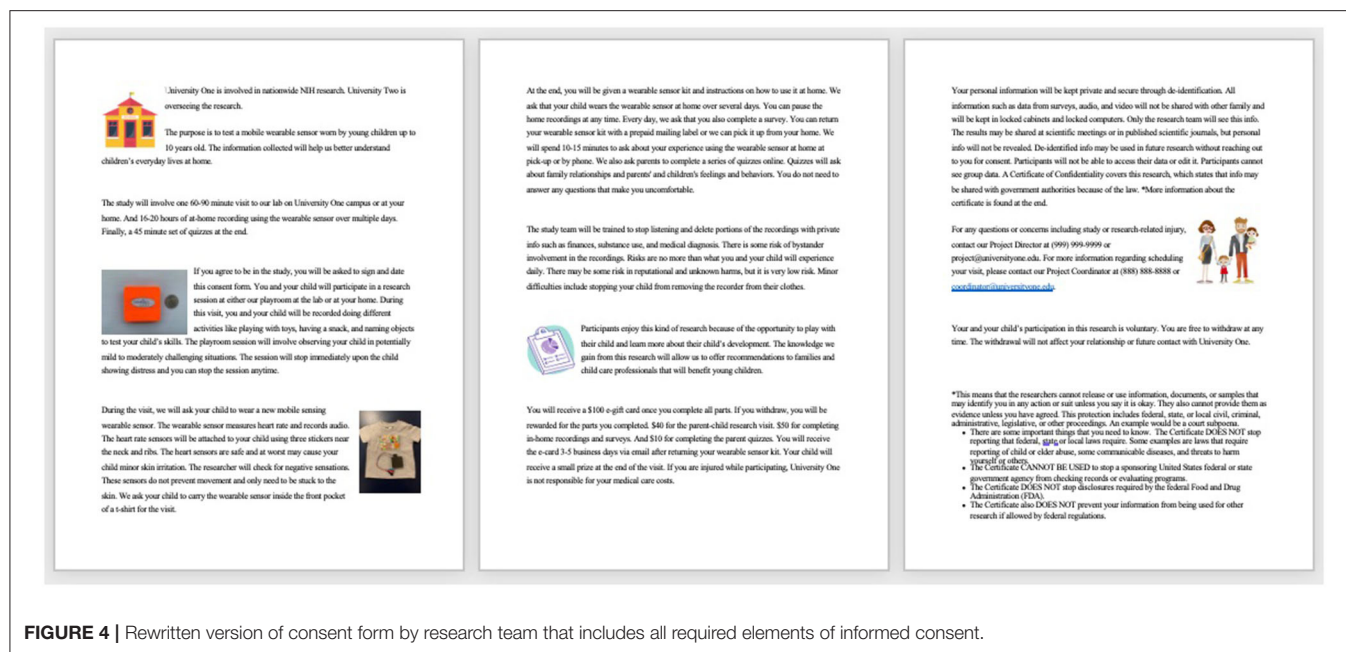 University One is involved in nationwide NIH research. University Two is
overseeing the research.
The purpose is to test a mobile wearable sensor worn by young children up to
10 years old. The information collected will help us better understand
children's everyday lives at home.
The study will involve one 60-90 minute visit to our lab on University One campus or at your
home. And 16-20 hours of at-home recording using the wearable sensor over multiple days.
Finally, a 45 minute set of quizzes at the end.
If you agree to be in the study, you will be asked to sign and date
this consent form. You and your child will participate in a research
session at either our playroom at the lab or at your home. During
this visit, you and your child will be recorded doing different
activities like playing with toys, having a snack, and naming objects
to test your child's skills. The playroom session will involve observing your child in potentially
mild to moderately challenging situations. The session will stop immediately upon the child
showing distress and you can stop the session anytime.
During the visit, we will ask your child to wear a new mobile sensing
wearable sensor. The wearable sensor measures heart rate and records audio.
The heart rate sensors will be attached to your child using three stickers near
the neck and ribs. The heart sensors are safe and at worst may cause your
child minor skin irritation. The researcher will check for negative sensations.
These sensors do not prevent movement and only need to be stuck to the
skin. We ask your child to carry the wearable sensor inside the front pocket
of a t-shirt for the visit.
At the end, you will be given a wearable sensor kit and instructions on how to use it at home. We
ask that your child wears the wearable sensor at home over several days. You can pause the
home recordings at any time. Every day, we ask that you also complete a survey. You can return
your wearable sensor kit with a prepaid mailing label or we can pick it up from your home. We
will spend 10-15 minutes to ask about your experience using the wearable sensor at home at
pick-up or by phone. We also ask parents to complete a series of quizzes online. Quizzes will ask
about family relationships and parents' and children's feelings and behaviors. You do not need to
answer any questions that make you uncomfortable.
The study team will be trained to stop listening and delete portions of the recordings with private
info such as finances, substance use, and medical diagnosis. There is some risk of bystander
involvement in the recordings. Risks are no more than what you and your child will experience
daily. There may be some risk in reputational and unknown harms, but it is very low risk. Minor
difficulties include stopping your child from removing the recorder from their clothes.
Participants enjoy this kind of research because of the opportunity to play with
their child and learn more about their child's development. The knowledge we
gain from this research will allow us to offer recommendations to families and
child care professionals that will benefit young children.
You will receive a $100 e-gift card once you complete all parts. If you withdraw, you will be
rewarded for the parts you completed. $40 for the parent-child research visit. $50 for completing
in-home recordings and surveys. And $10 for completing the parent quizzes. You will receive
the e-card 3-5 business days via email after returning your wearable sensor kit. Your child will
receive a small prize at the end of the visit. If you are injured while participating, University One
is not responsible for your medical care costs.
Your personal information will be kept private and secure through de-identification. All
information such as data from surveys, audio, and video will not be shared with other family and
will be kept in locked cabinets and locked computers. Only the research team will see this info.
The results may be shared at scientific meetings or in published scientific journals, but personal
info will not be revealed. De-identified info may be used in future research without reaching out
to you for consent. Participants will not be able to access their data or edit it. Participants cannot
see group data. A Certificate of Confidentiality covers this research, which states that info may
be shared with government authorities because of the law. *More information about the
certificate is found at the end.
For any questions or concerns including study or research-related injury,
contact our Project Director at (999) 999-9999 or
project@universityone.edu. For more information regarding scheduling
your visit, please contact our Project Coordinator at (888) 888-8888 or
coordinator@universityone.edu.
Your and your child's participation in this research is voluntary. You are free to withdraw at any
time. The withdrawal will not affect your relationship or future contact with University One.
*This means that the researchers cannot release or use information, documents, or samples that
may identify you in any action or suit unless you say it is okay. They also cannot provide them as
evidence unless you have agreed. This protection includes federal, state, or local civil, criminal,
administrative, legislative, or other proceedings. An example would be a court subpoena.
• There are some important things that you need to know. The Certificate DOES NOT stop
reporting that federal, state or local laws require. Some examples are laws that require
reporting of child or elder abuse, some communicable diseases, and threats to harm
yourself or others.
• The Certificate CANNOT BE USED to stop a sponsoring United States federal or state
government agency from checking records or evaluating programs.
• The Certificate DOES NOT stop disclosures required by the federal Food and Drug
Administration (FDA).
• The Certificate also DOES NOT prevent your information from being used for other
research if allowed by federal regulations.
FIGURE 4 | Rewritten version of consent form by research team that includes all required elements of informed consent.